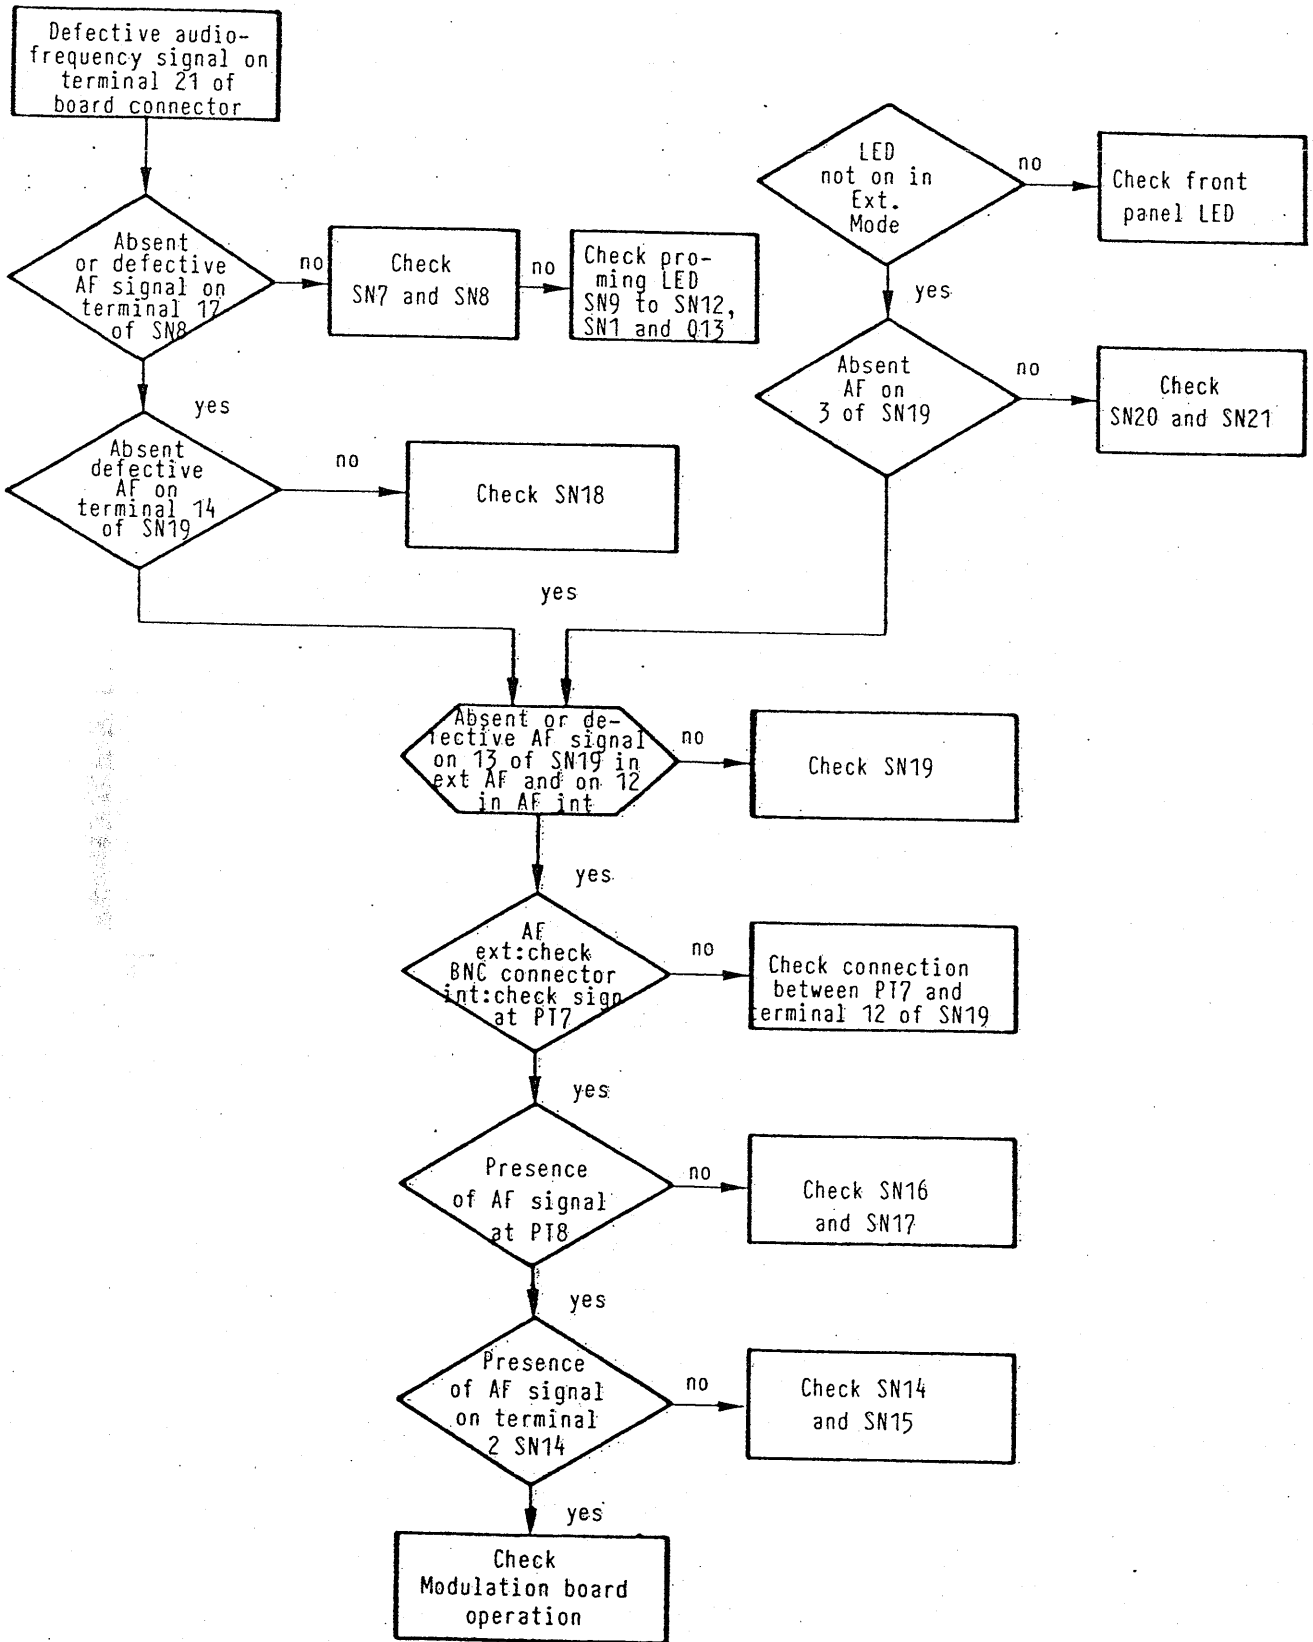 Defective audio-
frequency signal on
terminal 21 of
board connector
Absent
or defective
AF signal on
terminal 17
of SN8
no
Check
SN7 and SN8
no
Check pro-
ming LED
SN9 to SN12,
SN1 and Q13
yes
Absent
defective
AF on
terminal 14
of SN19
no
Check SN18
LED
not on in
Ext.
Mode
no
Check front
panel LED
yes
Absent
AF on
3 of SN19
no
Check
SN20 and SN21
yes
Absent or de-
fective AF signal
on 13 of SN19 in
ext AF and on 12
in AF int
no
Check SN19
yes
AF
ext:check
BNC connector
int:check sign
at PT7
no
Check connection
between PT7 and
terminal 12 of SN19
yes
Presence
of AF signal
at PT8
no
Check SN16
and SN17
yes
Presence
of AF signal
on terminal
2 SN14
no
Check SN14
and SN15
yes
Check
Modulation board
operation